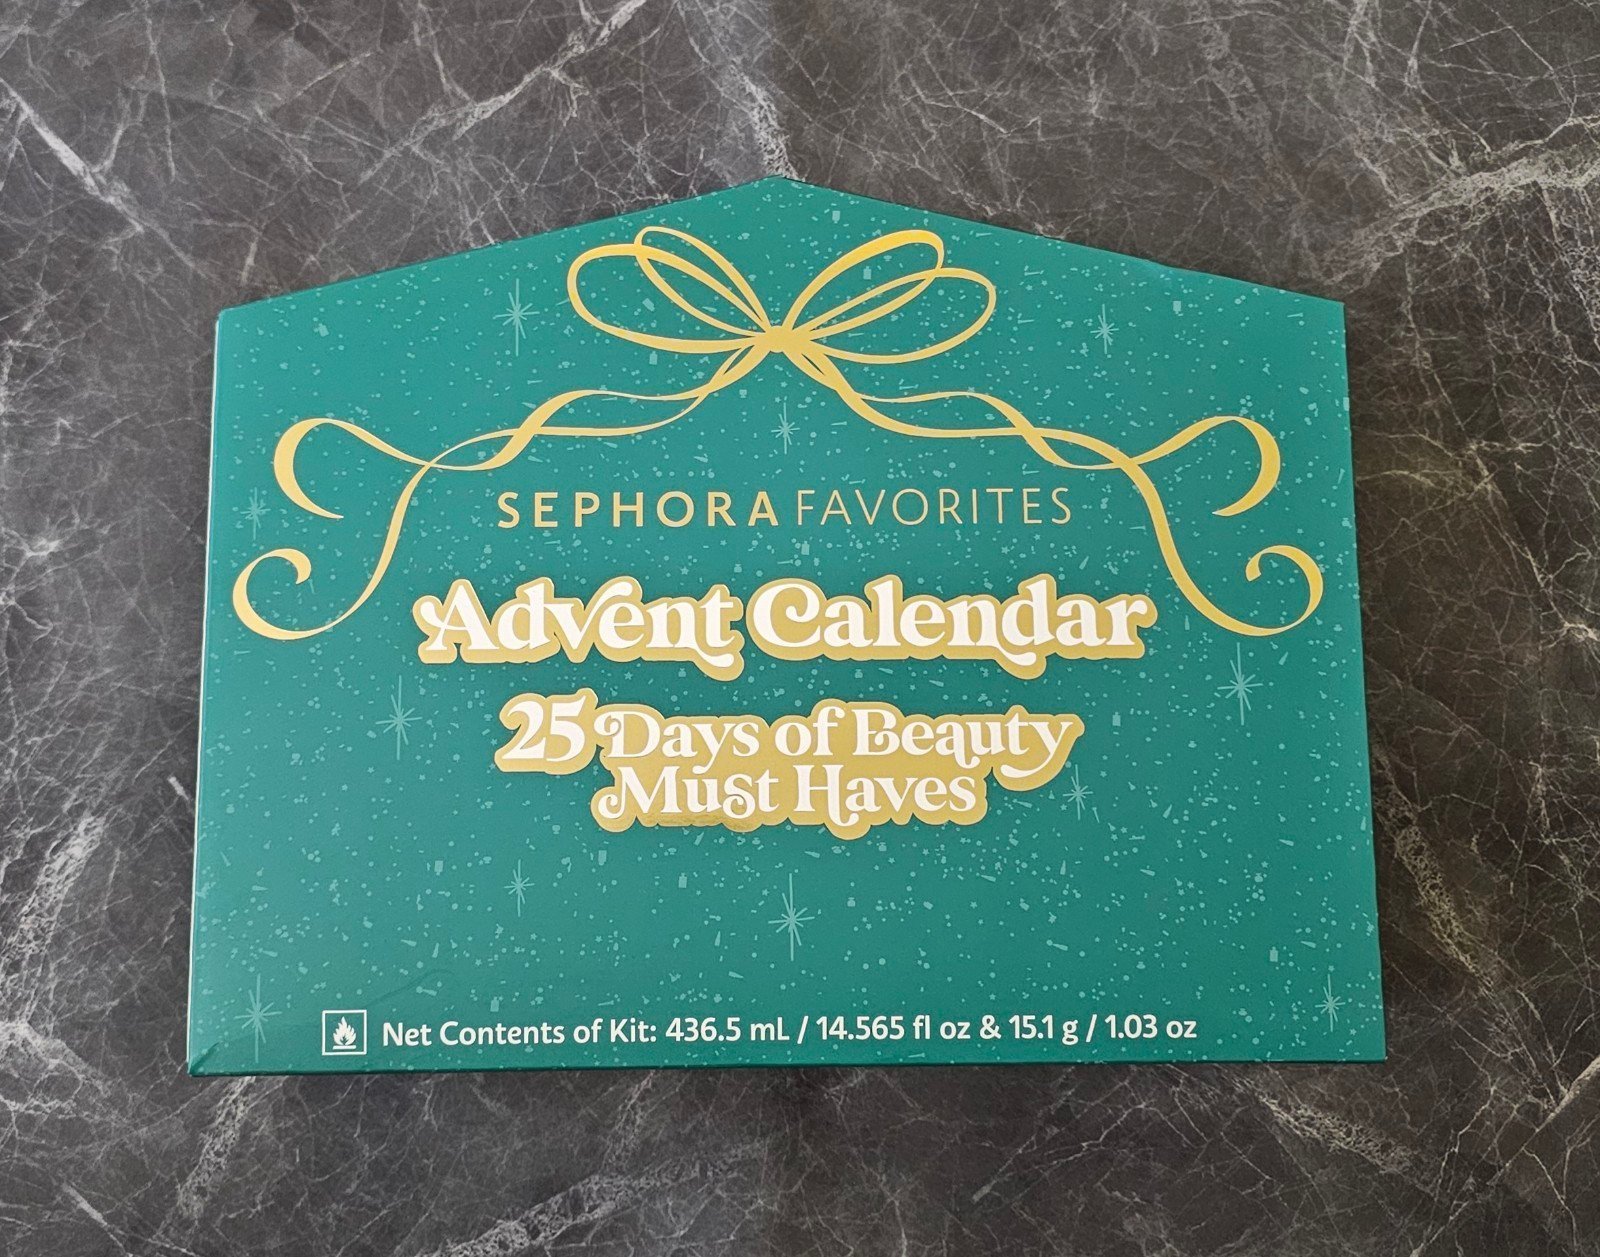 SEPHORA FAVORITES
Advent Calendar
25 Days of Beauty
Must Haves
Net Contents of Kit: 436.5 mL / 14.565 fl oz & 15.1 g / 1.03 oz